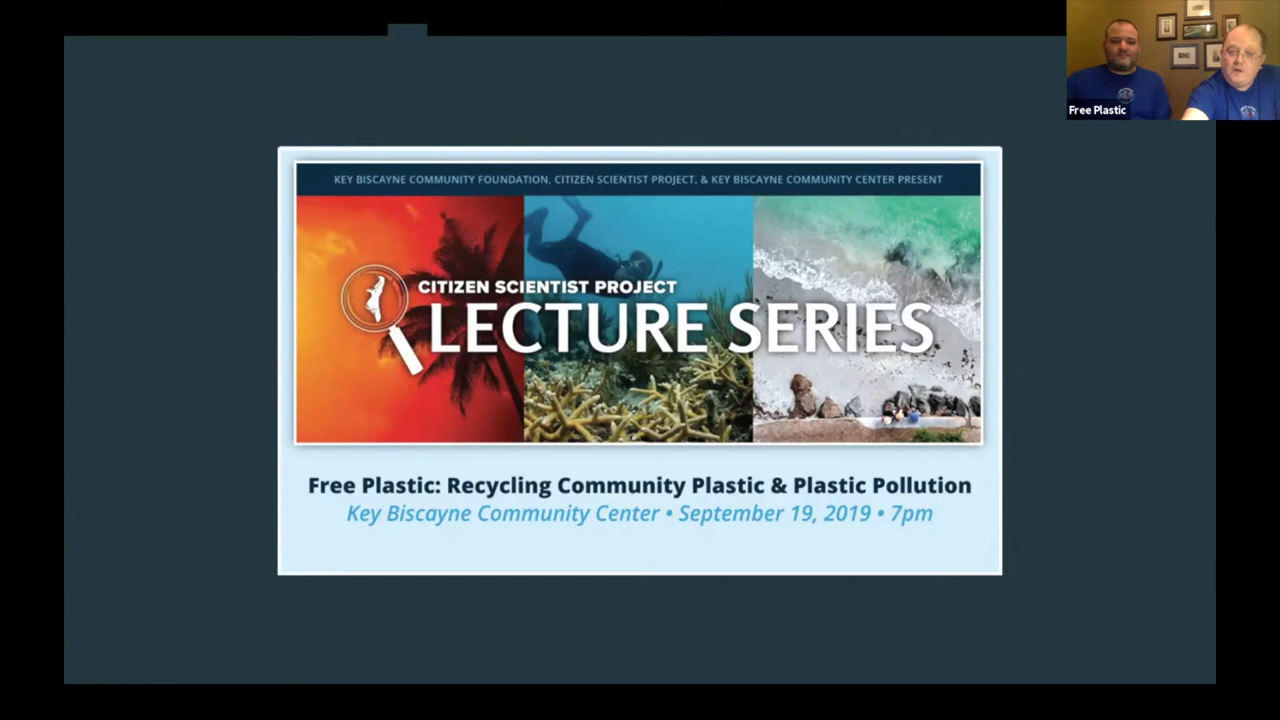 Free Plastic
KEY BISCAYNE COMMUNITY FOUNDATION, CITIZEN SCIENTIST PROJECT, & KEY BISCAYNE COMMUNITY CENTER PRESENT
CITIZEN SCIENTIST PROJECT
LECTURE SERIES
Free Plastic: Recycling Community Plastic & Plastic Pollution
Key Biscayne Community Center • September 19, 2019 • 7pm